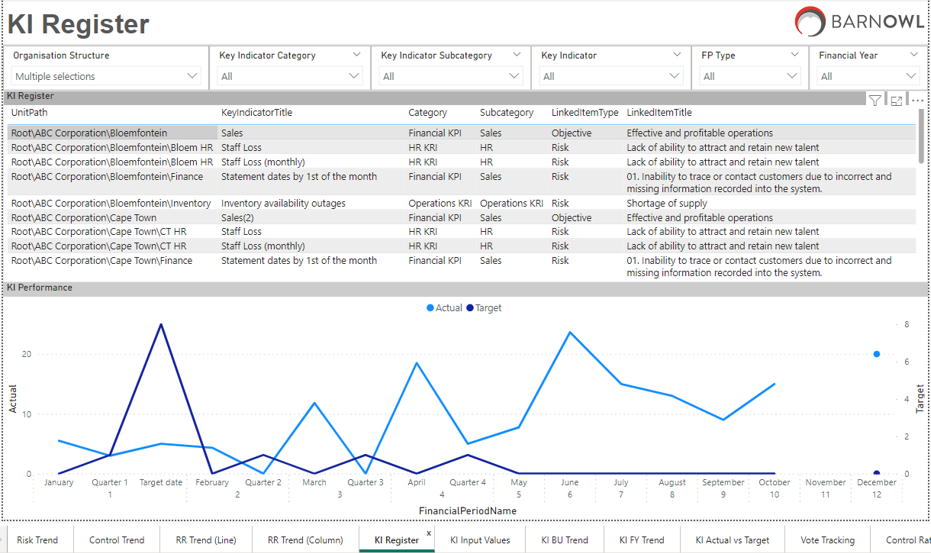 KI Register
BARNOWL
Organisation Structure
Multiple selections
Key Indicator Category
All
Key Indicator Subcategory
All
Key Indicator
All
FP Type
All
Financial Year
All
KI Register
UnitPath KeyIndicatorTitle Category Subcategory LinkedItemType LinkedItemTitle
Root\ABC Corporation\Bloemfontein Sales Financial KPI Sales Objective Effective and profitable operations
Root\ABC Corporation\Bloemfontein\Bloem HR Staff Loss HR KRI HR Risk Lack of ability to attract and retain new talent
Root\ABC Corporation\Bloemfontein\Bloem HR Staff Loss (monthly) HR KRI HR Risk Lack of ability to attract and retain new talent
Root\ABC Corporation\Bloemfontein\Finance Statement dates by 1st of the month Financial KPI Sales Risk 01. Inability to trace or contact customers due to incorrect and
missing information recorded into the system.
Root\ABC Corporation\Bloemfontein\Inventory Inventory availability outages Operations KRI Operations KRI Risk Shortage of supply
Root\ABC Corporation\Cape Town Sales(2) Financial KPI Sales Objective Effective and profitable operations
Root\ABC Corporation\Cape Town\CT HR Staff Loss HR KRI HR Risk Lack of ability to attract and retain new talent
Root\ABC Corporation\Cape Town\CT HR Staff Loss (monthly) HR KRI HR Risk Lack of ability to attract and retain new talent
Root\ABC Corporation\Cape Town\Finance Statement dates by 1st of the month Financial KPI Sales Risk 01. Inability to trace or contact customers due to incorrect and
missing information recorded into the system.
KI Performance
Actual Target
8
20
6
Actual
10
4
Target
2
0
0
January Quarter 1 Target date February Quarter 2 March Quarter 3 April Quarter 4 May June July August September October November December
1 2 3 4 5 6 7 8 9 10 11 12
FinancialPeriodName
Risk Trend Control Trend RR Trend (Line) RR Trend (Column) KI Register x KI Input Values KI BU Trend KI FY Trend KI Actual vs Target Vote Tracking Control Rat